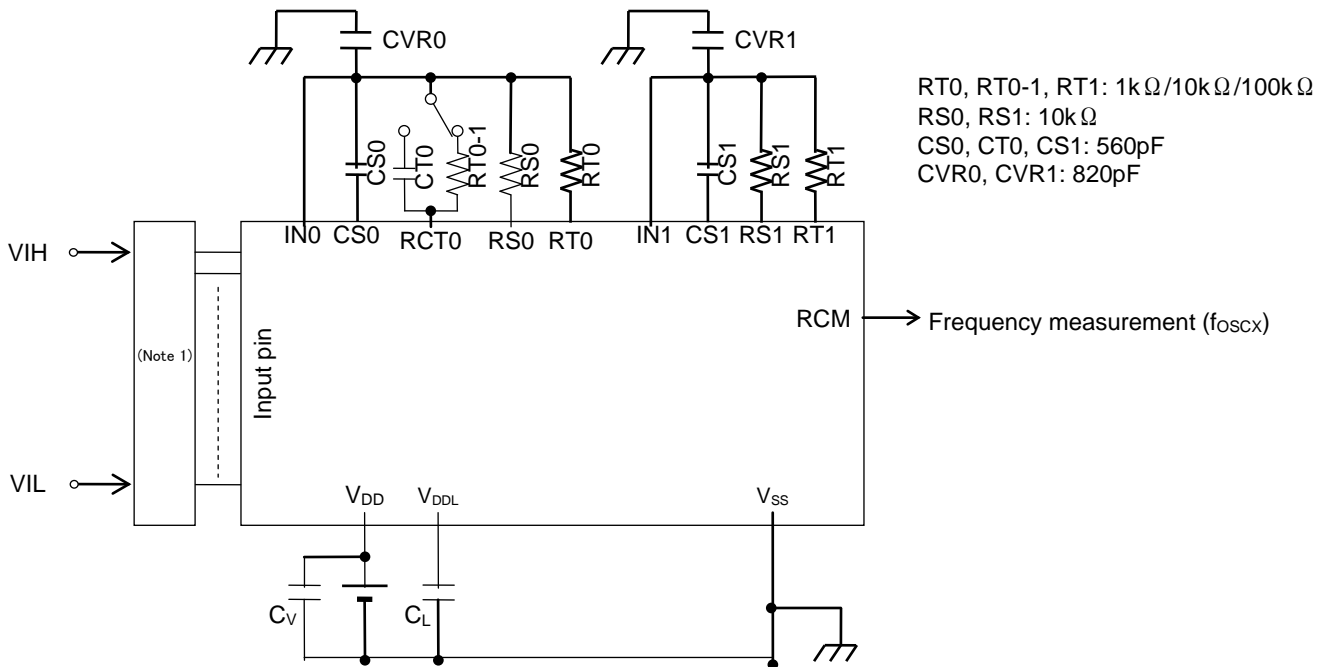 CVR0
CVR1
RT0, RT0-1, RT1: 1kΩ/10kΩ/100kΩ
RS0, RS1: 10kΩ
CS0, CT0, CS1: 560pF
CVR0, CVR1: 820pF
CS0
CT0
RT0-1
RS0
RT0
CS1
RS1
RT1
IN0
CS0
RCT0
RS0
RT0
IN1
CS1
RS1
RT1
VIH
(Note 1)
Input pin
RCM
Frequency measurement (fOSCX)
VIL
VDD
VDDL
VSS
CV
CL